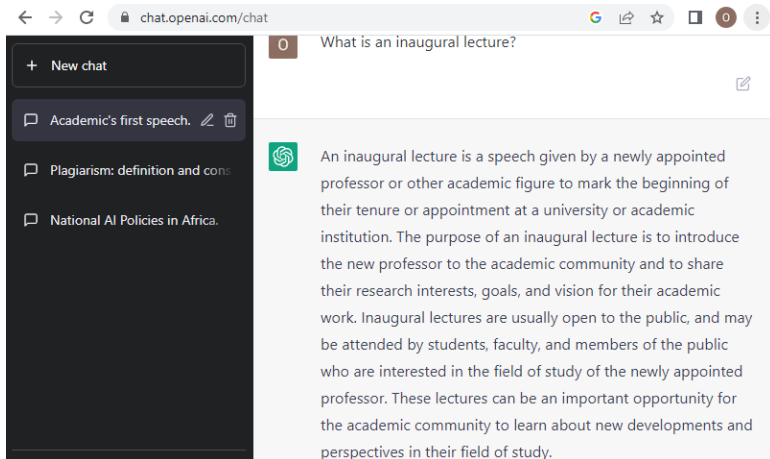 chat.openai.com/chat
G
O
+ New chat
Academic's first speech.
Plagiarism: definition and cons
National AI Policies in Africa.
O
What is an inaugural lecture?
An inaugural lecture is a speech given by a newly appointed
professor or other academic figure to mark the beginning of
their tenure or appointment at a university or academic
institution. The purpose of an inaugural lecture is to introduce
the new professor to the academic community and to share
their research interests, goals, and vision for their academic
work. Inaugural lectures are usually open to the public, and may
be attended by students, faculty, and members of the public
who are interested in the field of study of the newly appointed
professor. These lectures can be an important opportunity for
the academic community to learn about new developments and
perspectives in their field of study.